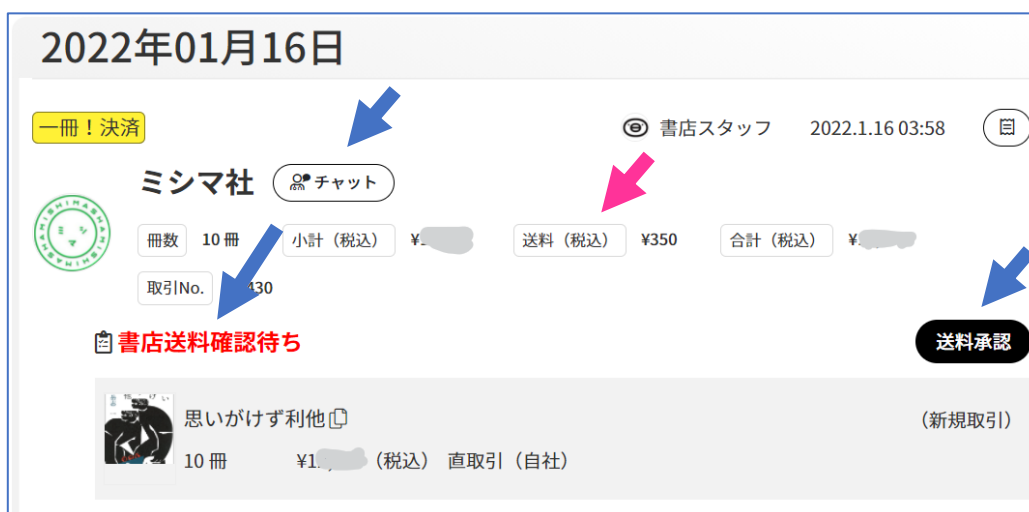 2022年01月16日
一冊！決済
書店スタッフ 2022.1.16 03:58
ミシマ社 チャット
冊数 10 冊 小計（税込） ¥ 送料（税込） ¥350 合計（税込） ¥
取引No. 430
書店送料確認待ち 送料承認
思いがけず利他 （新規取引）
10 冊 ¥1 （税込） 直取引（自社）